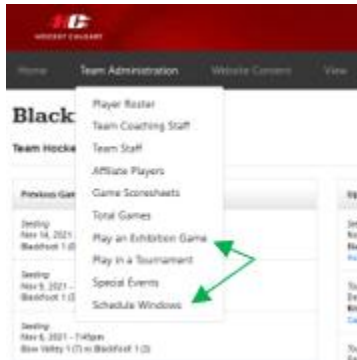 HOCKEY CALGARY
Home Team Administration Website Content View
Black
Team Hocke
Player Roster
Team Coaching Staff
Team Staff
Affiliate Players
Game Scoresheets
Total Games
Play an Exhibition Game
Play in a Tournament
Special Events
Schedule Windows
Previous Gam
Seeding
Nov 14, 2021
Blackfoot 1 (
Seeding
Nov 9, 2021 -
Blackfoot 1 (
Seeding
Nov 6, 2021 - 7:45pm
Bow Valley 1 (7) vs Blackfoot 1 (3)